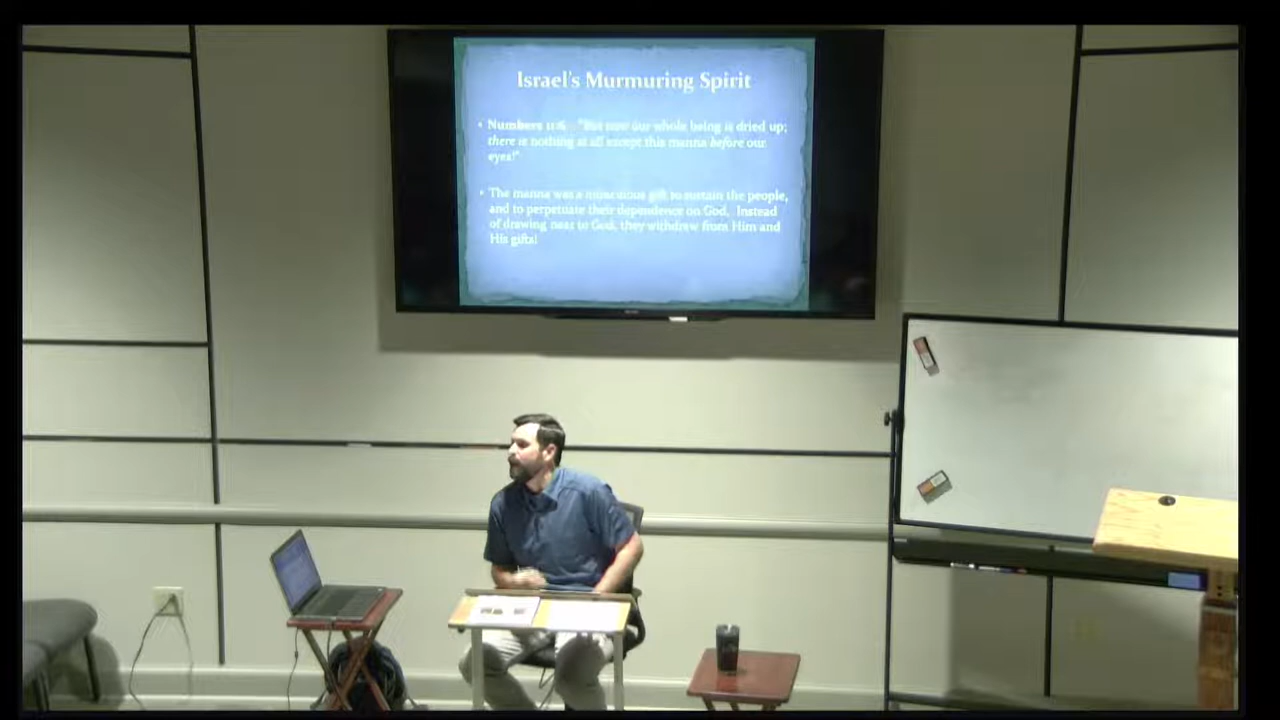 Israel's Murmuring Spirit
• Numbers 11:6... "But now our whole being is dried up;
there is nothing at all except this manna before our
eyes!"
• The manna was a miraculous gift to sustain the people,
and to perpetuate their dependence on God. Instead
of drawing near to God, they withdrew from Him and
His gifts!